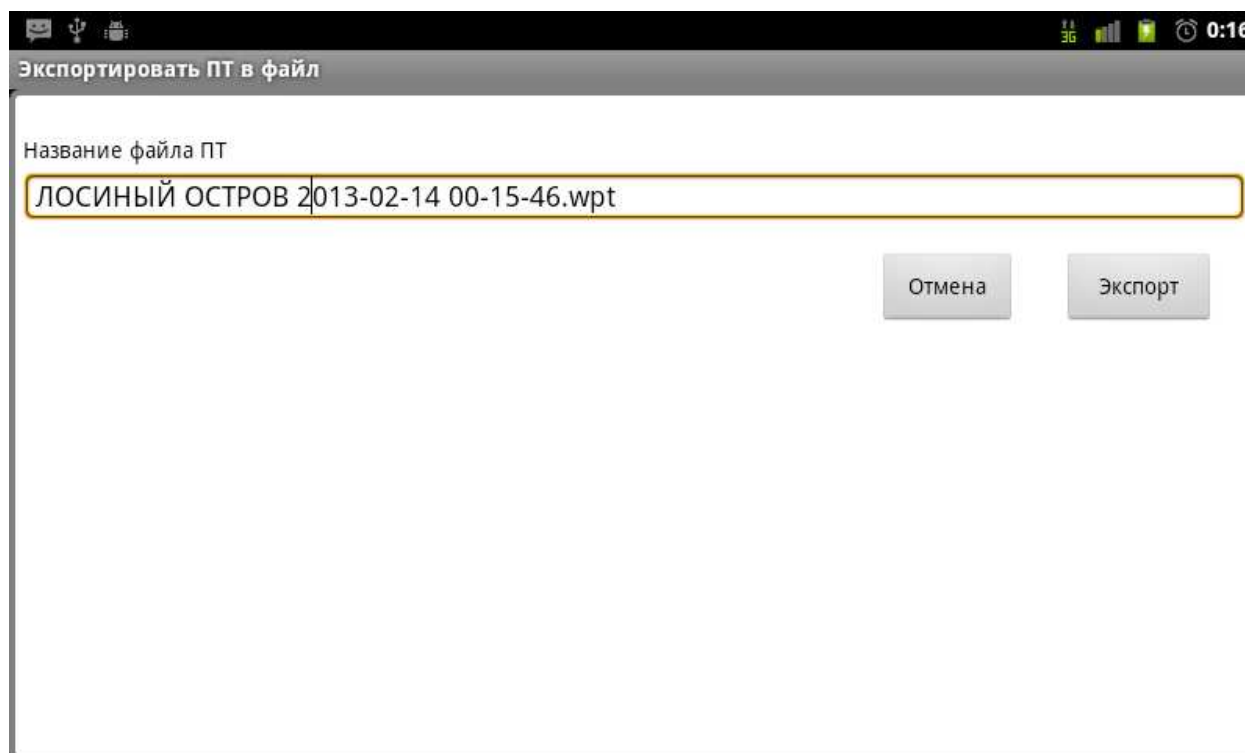 3G 0:16
Экспортировать ПТ в файл
Название файла ПТ
ЛОСИНЫЙ ОСТРОВ 2013-02-14 00-15-46.wpt
Отмена Экспорт